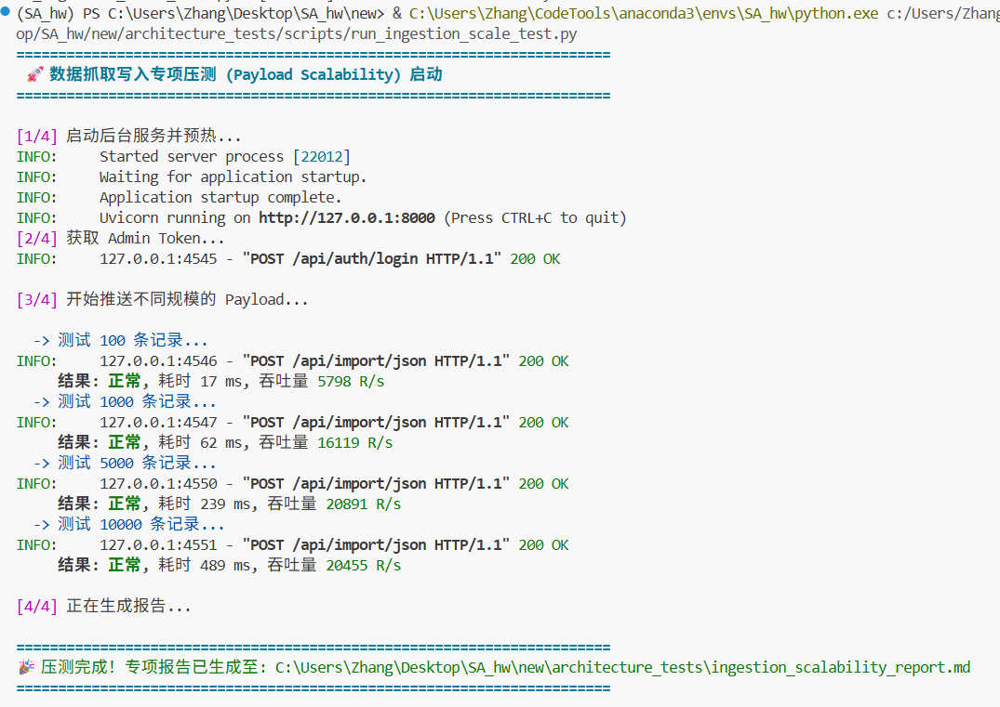 (SA_hw) PS C:\Users\Zhang\Desktop\SA_hw\new> & C:\Users\Zhang\CodeTools\anaconda3\envs\SA_hw\python.exe c:/Users/Zhang
op/SA_hw/new/architecture_tests/scripts/run_ingestion_scale_test.py
======================================================================
🚀 数据抓取写入专项压测 (Payload Scalability) 启动
======================================================================
[1/4] 启动后台服务并预热...
INFO:     Started server process [22012]
INFO:     Waiting for application startup.
INFO:     Application startup complete.
INFO:     Uvicorn running on http://127.0.0.1:8000 (Press CTRL+C to quit)
[2/4] 获取 Admin Token...
INFO:     127.0.0.1:4545 - "POST /api/auth/login HTTP/1.1" 200 OK
[3/4] 开始推送不同规模的 Payload...
-> 测试 100 条记录...
INFO:     127.0.0.1:4546 - "POST /api/import/json HTTP/1.1" 200 OK
结果: 正常, 耗时 17 ms, 吞吐量 5798 R/s
-> 测试 1000 条记录...
INFO:     127.0.0.1:4547 - "POST /api/import/json HTTP/1.1" 200 OK
结果: 正常, 耗时 62 ms, 吞吐量 16119 R/s
-> 测试 5000 条记录...
INFO:     127.0.0.1:4550 - "POST /api/import/json HTTP/1.1" 200 OK
结果: 正常, 耗时 239 ms, 吞吐量 20891 R/s
-> 测试 10000 条记录...
INFO:     127.0.0.1:4551 - "POST /api/import/json HTTP/1.1" 200 OK
结果: 正常, 耗时 489 ms, 吞吐量 20455 R/s
[4/4] 正在生成报告...
======================================================================
🎉 压测完成! 专项报告已生成至: C:\Users\Zhang\Desktop\SA_hw\new\architecture_tests\ingestion_scalability_report.md
======================================================================